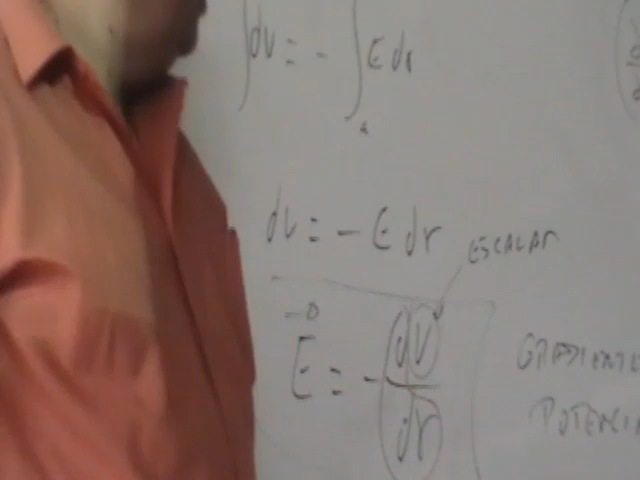 ∫dV = - ∫ E dr
a
dV = - E dr
ESCALAR
E⃗ = - dV/dr
GRADIENTE
POTENCIA